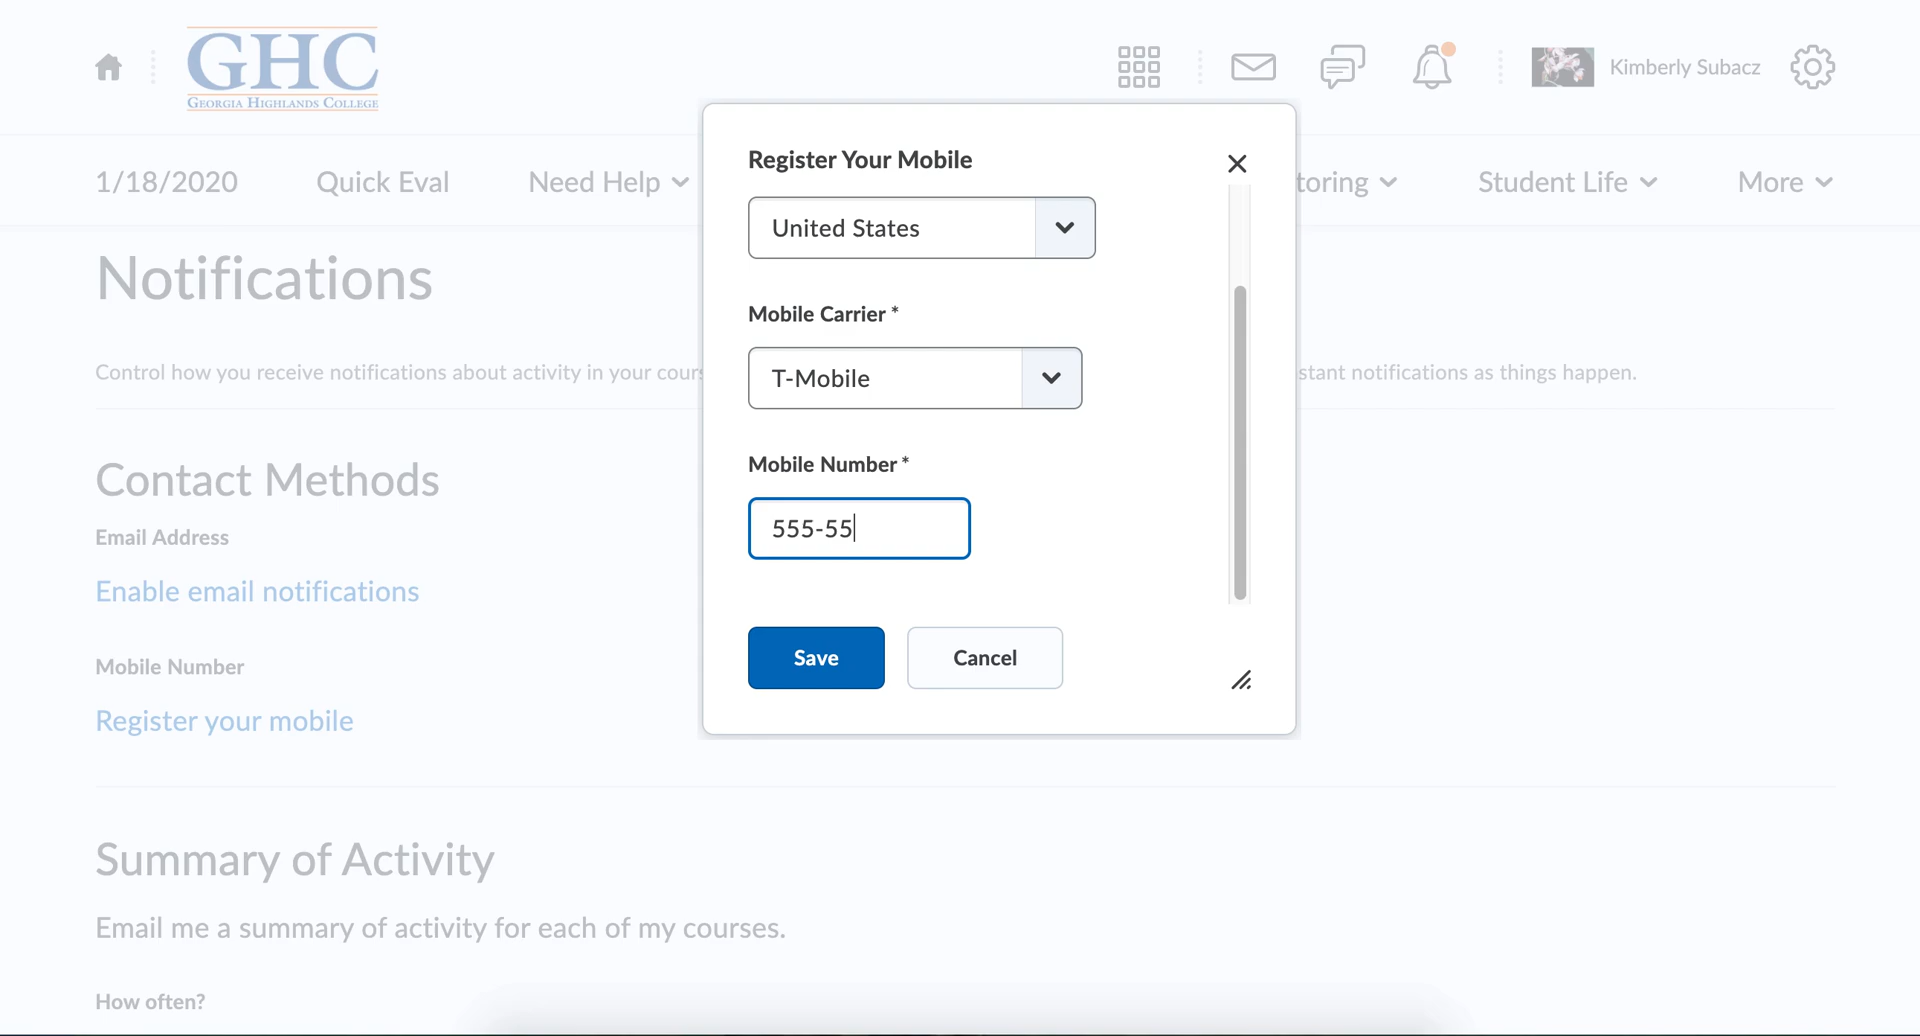 GHC
GEORGIA HIGHLANDS COLLEGE
Kimberly Subacz
1/18/2020 Quick Eval Need Help toring Student Life More
Register Your Mobile
United States
Mobile Carrier *
T-Mobile
Mobile Number *
555-55
Save Cancel
Notifications
Control how you receive notifications about activity in your cours stant notifications as things happen.
Contact Methods
Email Address
Enable email notifications
Mobile Number
Register your mobile
Summary of Activity
Email me a summary of activity for each of my courses.
How often?